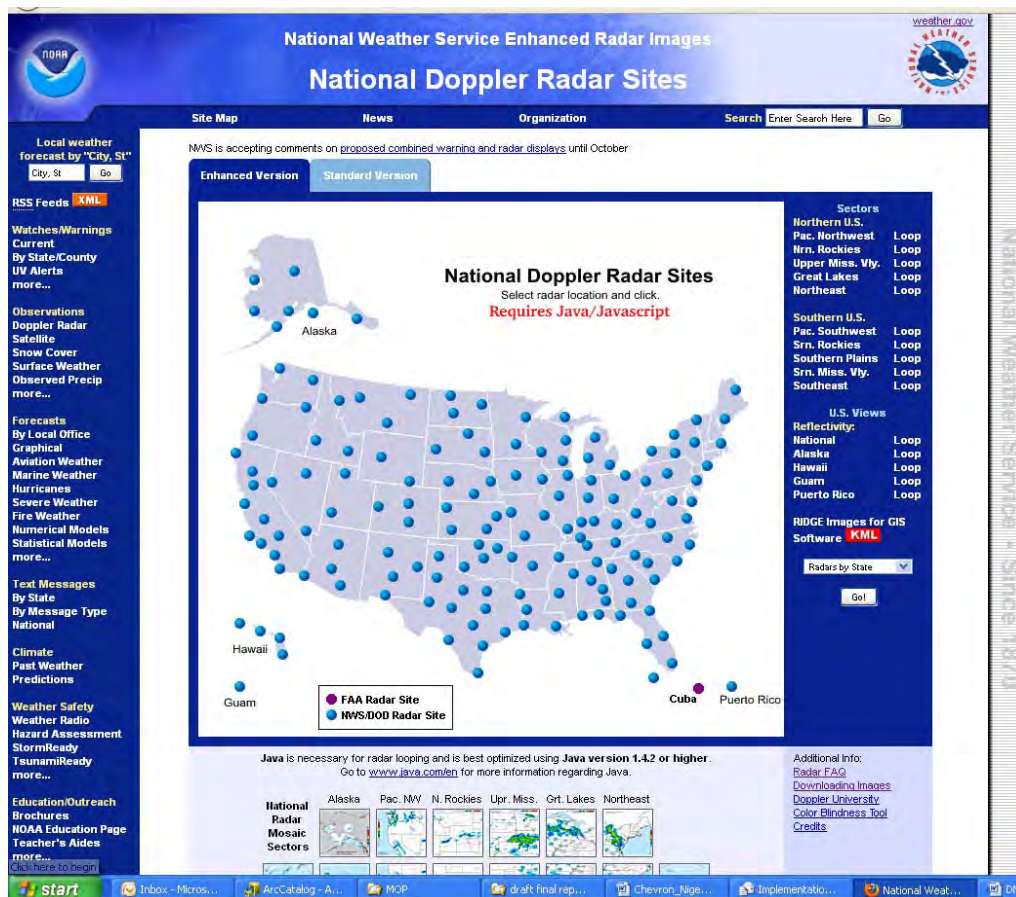 weather.gov
NOAA
National Weather Service Enhanced Radar Images
National Doppler Radar Sites
Site Map News Organization Search Enter Search Here Go
Local weather
forecast by "City, St"
City, St Go
RSS Feeds XML
Watches/Warnings
Current
By State/County
UV Alerts
more...
Observations
Doppler Radar
Satellite
Snow Cover
Surface Weather
Observed Precip
more...
Forecasts
By Local Office
Graphical
Aviation Weather
Marine Weather
Hurricanes
Severe Weather
Fire Weather
Numerical Models
Statistical Models
more...
Text Messages
By State
By Message Type
National
Climate
Past Weather
Predictions
Weather Safety
Weather Radio
Hazard Assessment
StormReady
TsunamiReady
more...
Education/Outreach
Brochures
NOAA Education Page
Teacher's Aides
more...
Click here to begin
NWS is accepting comments on proposed combined warning and radar displays until October
Enhanced Version Standard Version
National Doppler Radar Sites
Select radar location and click.
Requires Java/Javascript
Alaska
Hawaii
Guam
FAA Radar Site
NWS/DOD Radar Site
Cuba
Puerto Rico
Sectors
Northern U.S.
Pac. Northwest Loop
Nrn. Rockies Loop
Upper Miss. Vly. Loop
Great Lakes Loop
Northeast Loop
Southern U.S.
Pac. Southwest Loop
Srn. Rockies Loop
Southern Plains Loop
Srn. Miss. Vly. Loop
Southeast Loop
U.S. Views
Reflectivity:
National Loop
Alaska Loop
Hawaii Loop
Guam Loop
Puerto Rico Loop
RIDGE Images for GIS
Software KML
Radars by State
Go!
Java is necessary for radar looping and is best optimized using Java version 1.4.2 or higher.
Go to www.java.com/en for more information regarding Java.
National
Radar
Mosaic
Sectors
Alaska Pac. NW N. Rockies Upr. Miss. Grt. Lakes Northeast
Additional Info:
Radar FAQ
Downloading Images
Doppler University
Color Blindness Tool
Credits
start Inbox - Micros... ArcCatalog - A... MOP draft final rep... Chevron_Nige... Implementatio... National Weat...